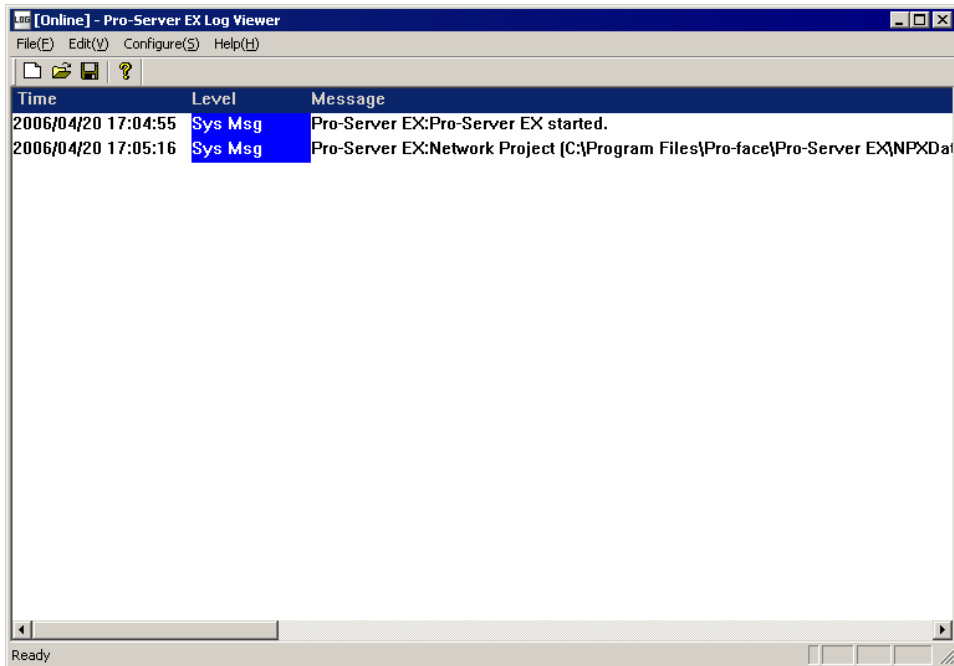 LOG [Online] - Pro-Server EX Log Viewer
File(F) Edit(V) Configure(S) Help(H)
Time Level Message
2006/04/20 17:04:55 Sys Msg Pro-Server EX:Pro-Server EX started.
2006/04/20 17:05:16 Sys Msg Pro-Server EX:Network Project (C:\Program Files\Pro-face\Pro-Server EX\NPXDat
Ready